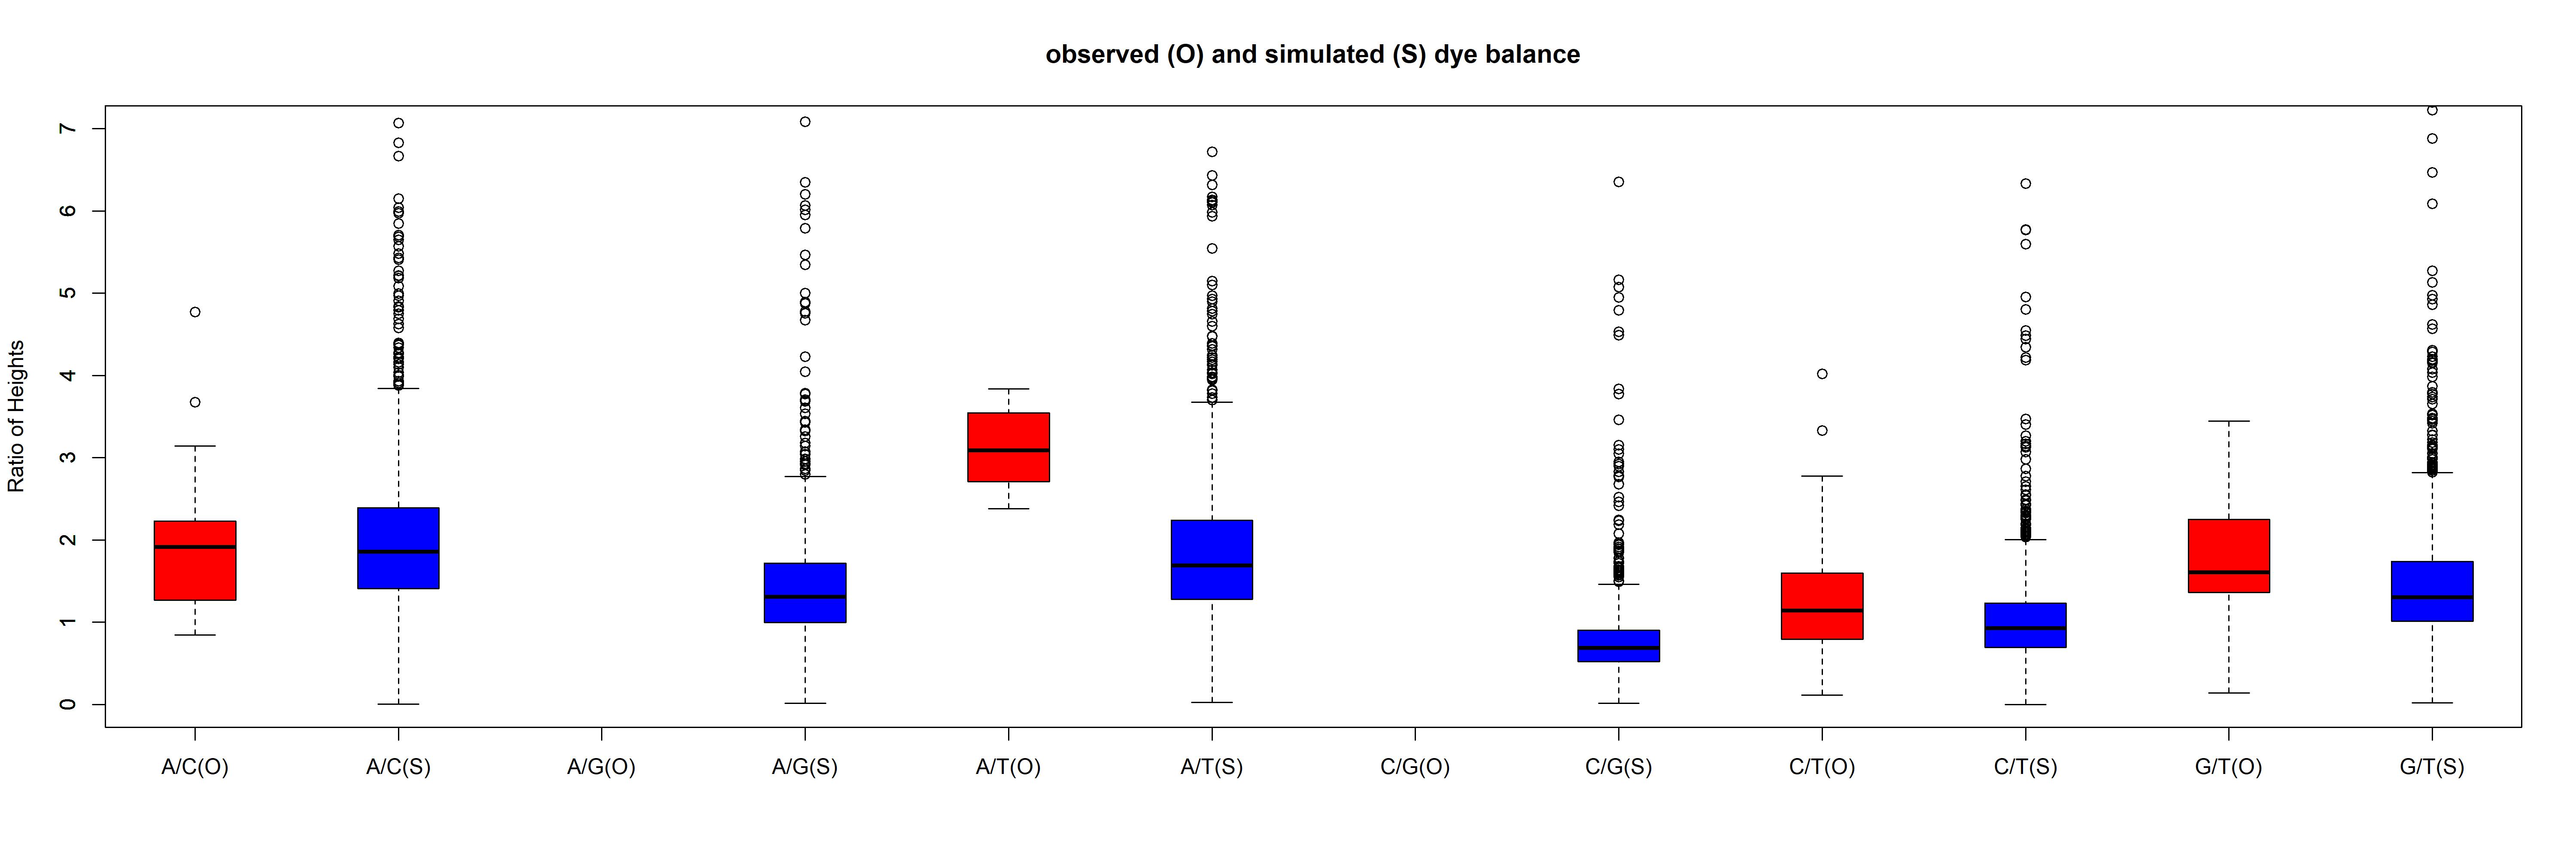 observed (O) and simulated (S) dye balance
Ratio of Heights
7
6
5
4
3
2
1
0
A/C(O) A/C(S) A/G(O) A/G(S) A/T(O) A/T(S) C/G(O) C/G(S) C/T(O) C/T(S) G/T(O) G/T(S)